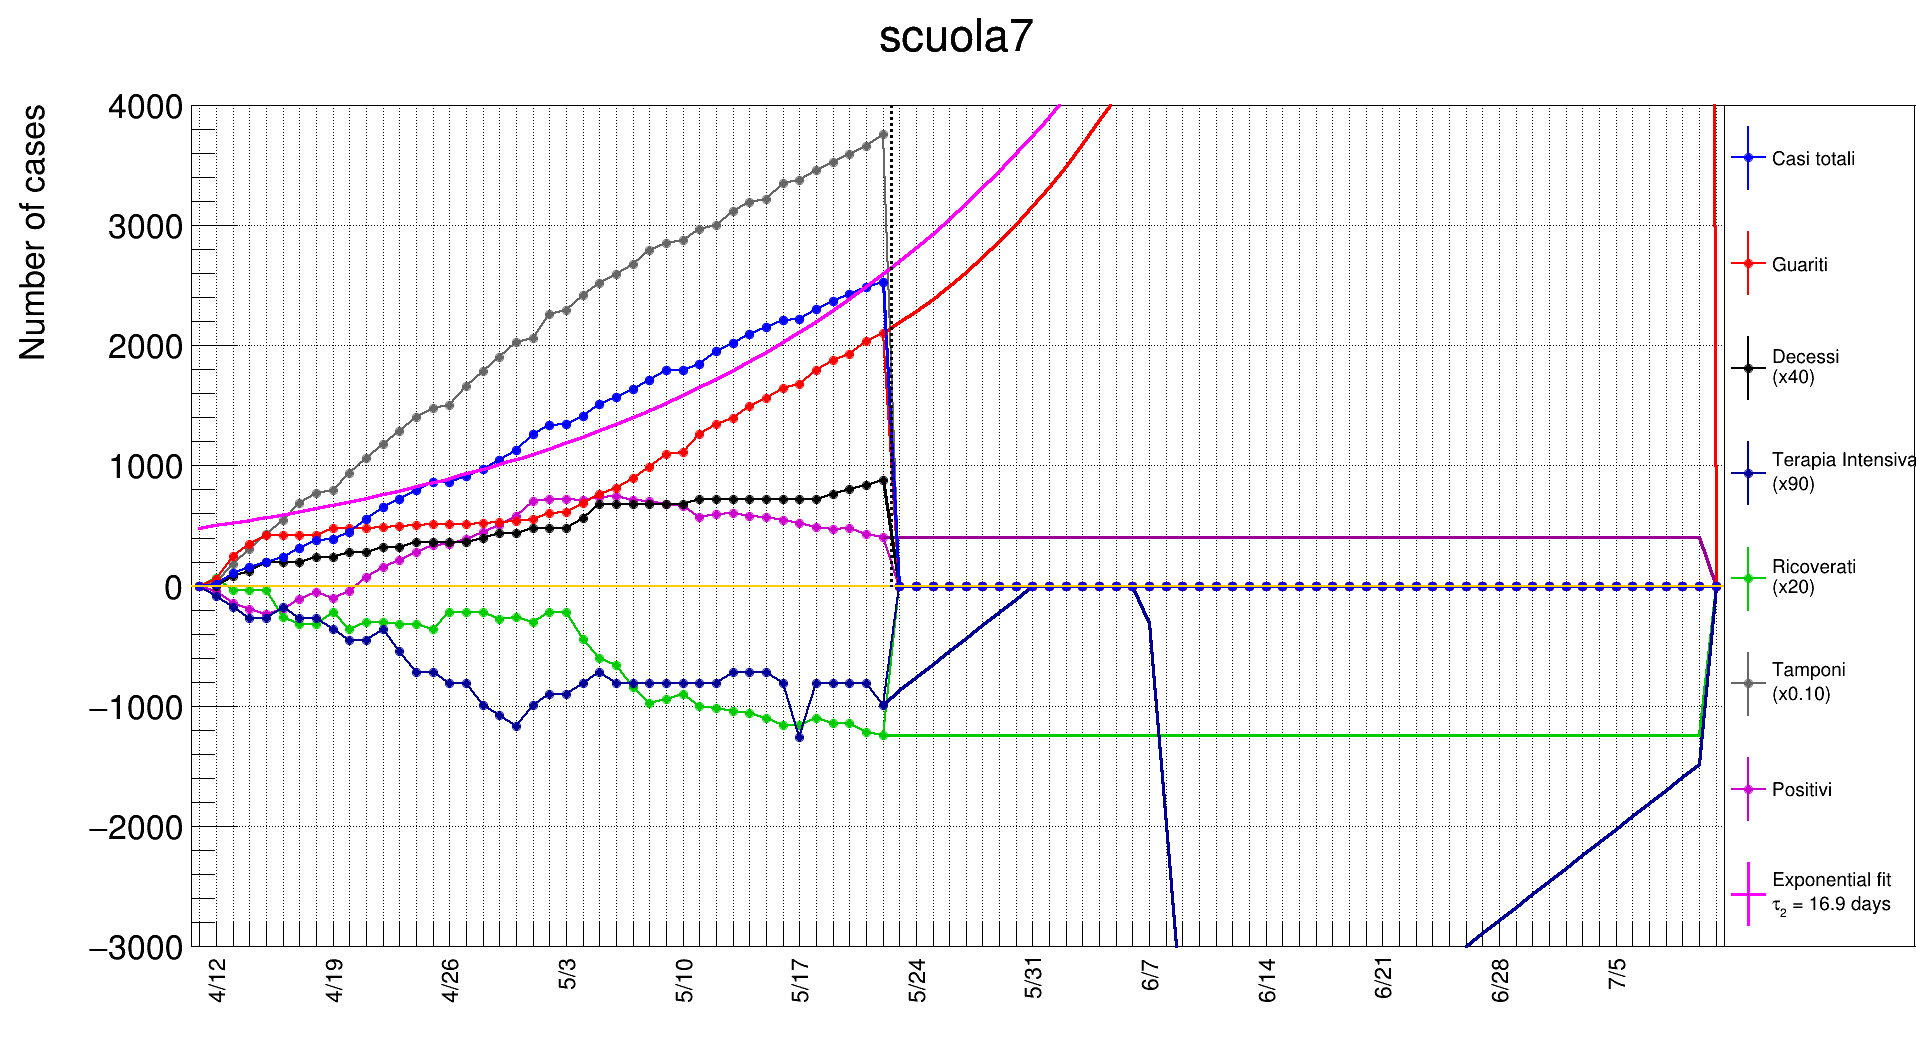 scuola7
Number of cases
4000
3000
2000
1000
0
−1000
−2000
−3000
4/12
4/19
4/26
5/3
5/10
5/17
5/24
5/31
6/7
6/14
6/21
6/28
7/5
Casi totali
Guariti
Decessi
(x40)
Terapia Intensiva
(x90)
Ricoverati
(x20)
Tamponi
(x0.10)
Positivi
Exponential fit
τ2 = 16.9 days